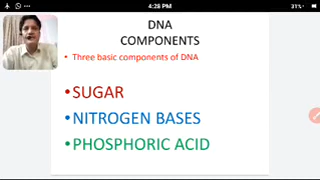 4:28 PM
31%
DNA
COMPONENTS
• Three basic components of DNA
•SUGAR
•NITROGEN BASES
•PHOSPHORIC ACID